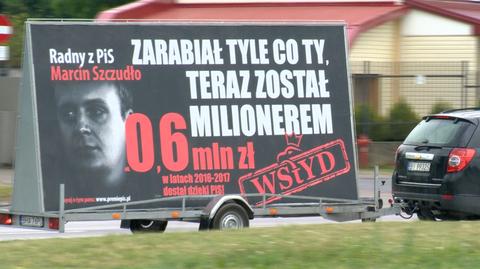 Radny z PiS
Marcin Szczudło
ZARABIAŁ TYLE CO TY,
TERAZ ZOSTAŁ
MILIONEREM
0,6 mln zł
w latach 2016-2017
dostał dzięki PiS!
WSTYD